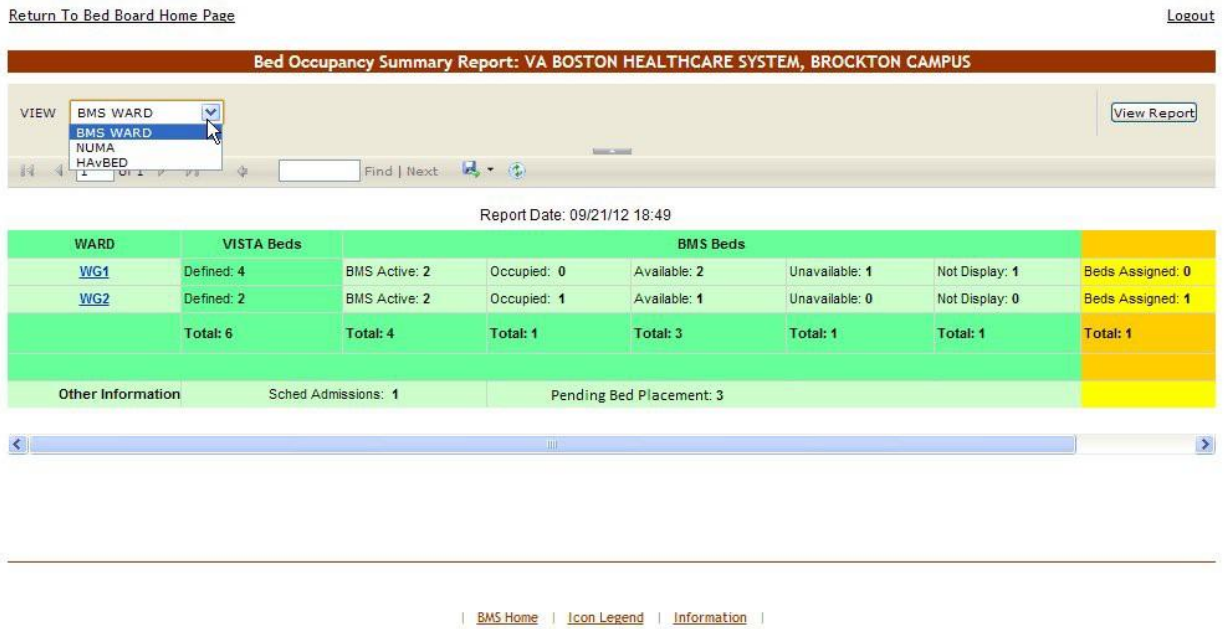 Return To Bed Board Home Page Logout
Bed Occupancy Summary Report: VA BOSTON HEALTHCARE SYSTEM, BROCKTON CAMPUS
VIEW BMS WARD View Report
BMS WARD
NUMA
HAvBED
1 of 1 Find | Next
Report Date: 09/21/12 18:49
WARD VISTA Beds BMS Beds
WG1 Defined: 4 BMS Active: 2 Occupied: 0 Available: 2 Unavailable: 1 Not Display: 1 Beds Assigned: 0
WG2 Defined: 2 BMS Active: 2 Occupied: 1 Available: 1 Unavailable: 0 Not Display: 0 Beds Assigned: 1
Total: 6 Total: 4 Total: 1 Total: 3 Total: 1 Total: 1 Total: 1
Other Information Sched Admissions: 1 Pending Bed Placement: 3
| BMS Home | Icon Legend | Information |